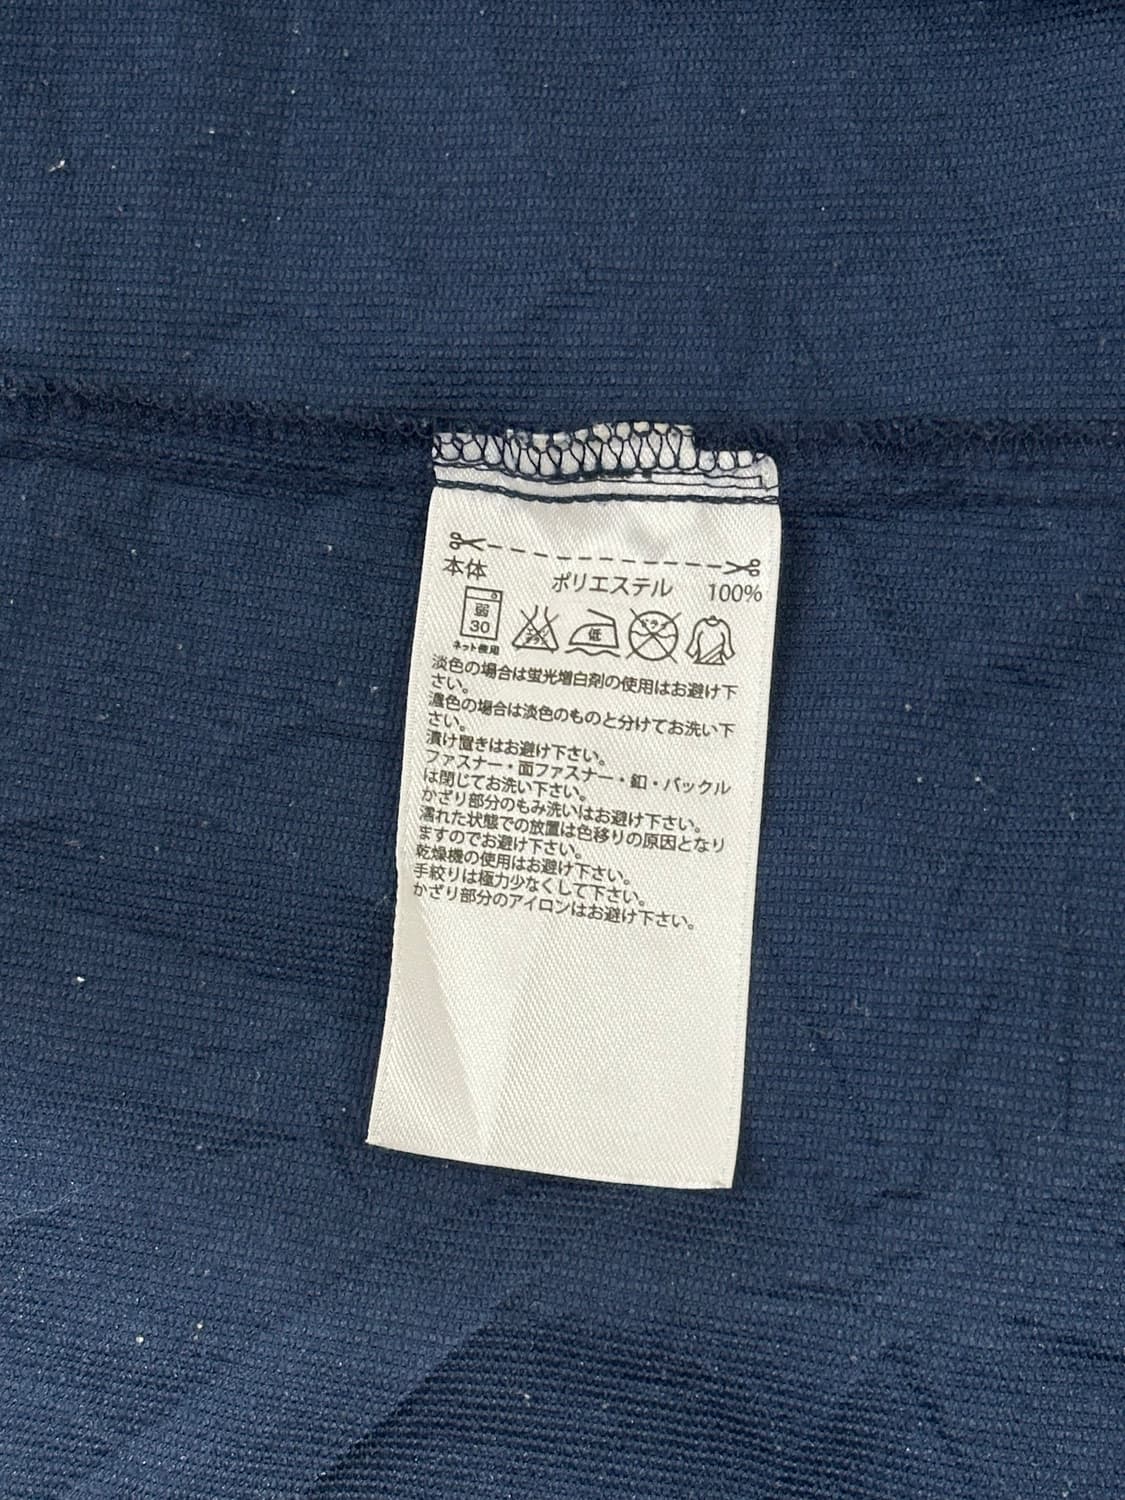 本体 ポリエステル 100%
弱
30
ネット使用
低
淡色の場合は蛍光増白剤の使用はお避け下
さい。
濃色の場合は淡色のものと分けてお洗い下
さい。
漬け置きはお避け下さい。
ファスナー・面ファスナー・釦・バックル
は閉じてお洗い下さい。
かざり部分のもみ洗いはお避け下さい。
濡れた状態での放置は色移りの原因となり
ますのでお避け下さい。
乾燥機の使用はお避け下さい。
手絞りは極力少なくして下さい。
かざり部分のアイロンはお避け下さい。